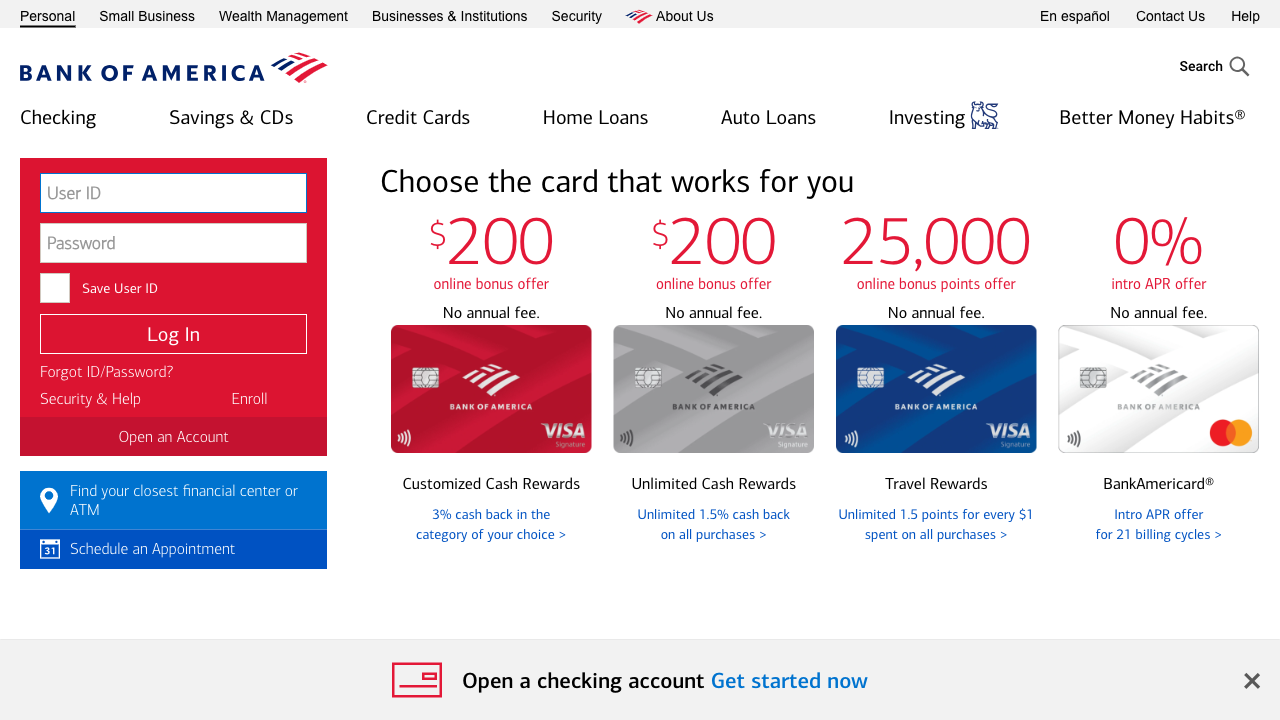 Personal Small Business Wealth Management Businesses & Institutions Security About Us En español Contact Us Help
BANK OF AMERICA
Search
Checking Savings & CDs Credit Cards Home Loans Auto Loans Investing Better Money Habits®
User ID
Password
Save User ID
Log In
Forgot ID/Password?
Security & Help Enroll
Open an Account
Find your closest financial center or
ATM
31 Schedule an Appointment
Choose the card that works for you
$200 $200 25,000 0%
online bonus offer online bonus offer online bonus points offer intro APR offer
No annual fee. No annual fee. No annual fee. No annual fee.
BANK OF AMERICA BANK OF AMERICA BANK OF AMERICA BANK OF AMERICA
VISA VISA VISA
Signature Signature Signature
Customized Cash Rewards Unlimited Cash Rewards Travel Rewards BankAmericard®
3% cash back in the Unlimited 1.5% cash back Unlimited 1.5 points for every $1 Intro APR offer
category of your choice > on all purchases > spent on all purchases > for 21 billing cycles >
Open a checking account Get started now